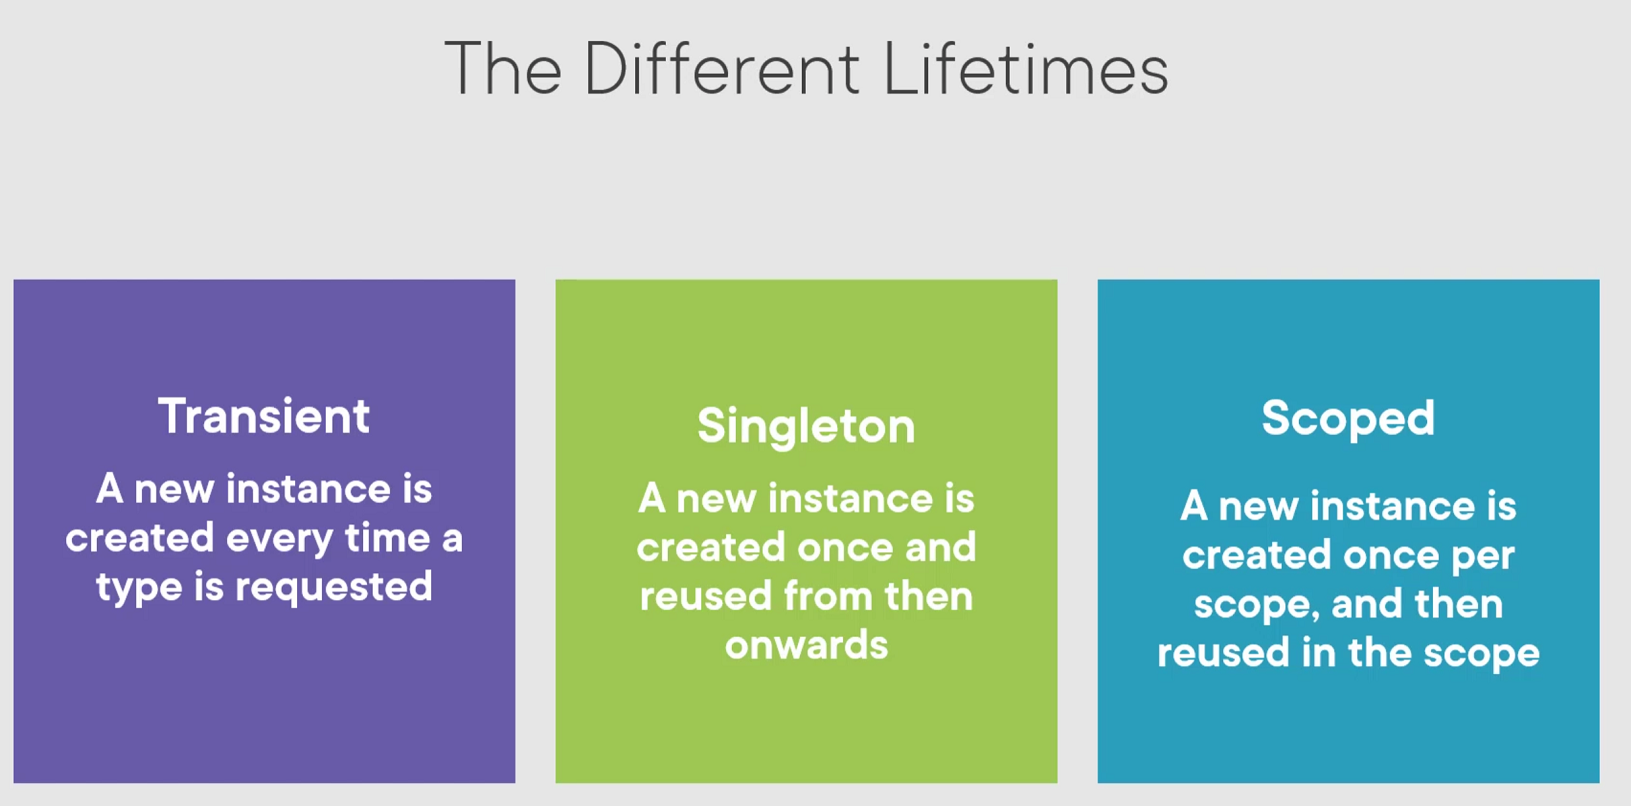 The Different Lifetimes
Transient
A new instance is
created every time a
type is requested
Singleton
A new instance is
created once and
reused from then
onwards
Scoped
A new instance is
created once per
scope, and then
reused in the scope